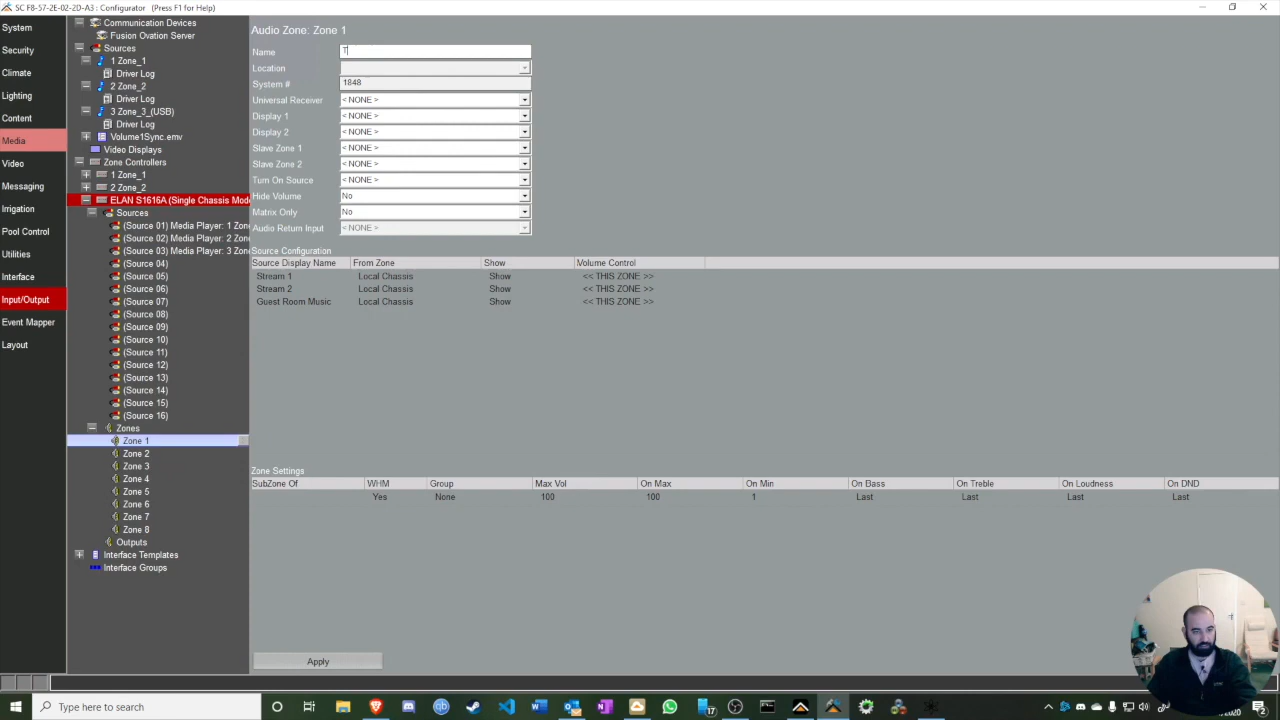 SC F8-57-2E-02-2D-A3 : Configurator (Press F1 for Help)
System
Security
Climate
Lighting
Content
Media
Video
Messaging
Irrigation
Pool Control
Utilities
Interface
Input/Output
Event Mapper
Layout
Communication Devices
Fusion Ovation Server
Sources
1 Zone_1
Driver Log
2 Zone_2
Driver Log
3 Zone_3_(USB)
Driver Log
Volume1Sync.emv
Video Displays
Zone Controllers
1 Zone_1
2 Zone_2
ELAN S1616A (Single Chassis Mode
Sources
(Source 01) Media Player: 1 Zon
(Source 02) Media Player: 2 Zon
(Source 03) Media Player: 3 Zon
(Source 04)
(Source 05)
(Source 06)
(Source 07)
(Source 08)
(Source 09)
(Source 10)
(Source 11)
(Source 12)
(Source 13)
(Source 14)
(Source 15)
(Source 16)
Zones
Zone 1
Zone 2
Zone 3
Zone 4
Zone 5
Zone 6
Zone 7
Zone 8
Outputs
Interface Templates
Interface Groups
Audio Zone: Zone 1
Name T
Location
System # 1848
Universal Receiver < NONE >
Display 1 < NONE >
Display 2 < NONE >
Slave Zone 1 < NONE >
Slave Zone 2 < NONE >
Turn On Source < NONE >
Hide Volume No
Matrix Only No
Audio Return Input < NONE >
Source Configuration
Source Display Name From Zone Show Volume Control
Stream 1 Local Chassis Show << THIS ZONE >>
Stream 2 Local Chassis Show << THIS ZONE >>
Guest Room Music Local Chassis Show << THIS ZONE >>
Zone Settings
SubZone Of WHM Group Max Vol On Max On Min On Bass On Treble On Loudness On DND
Yes None 100 100 1 Last Last Last Last
Apply
Type here to search